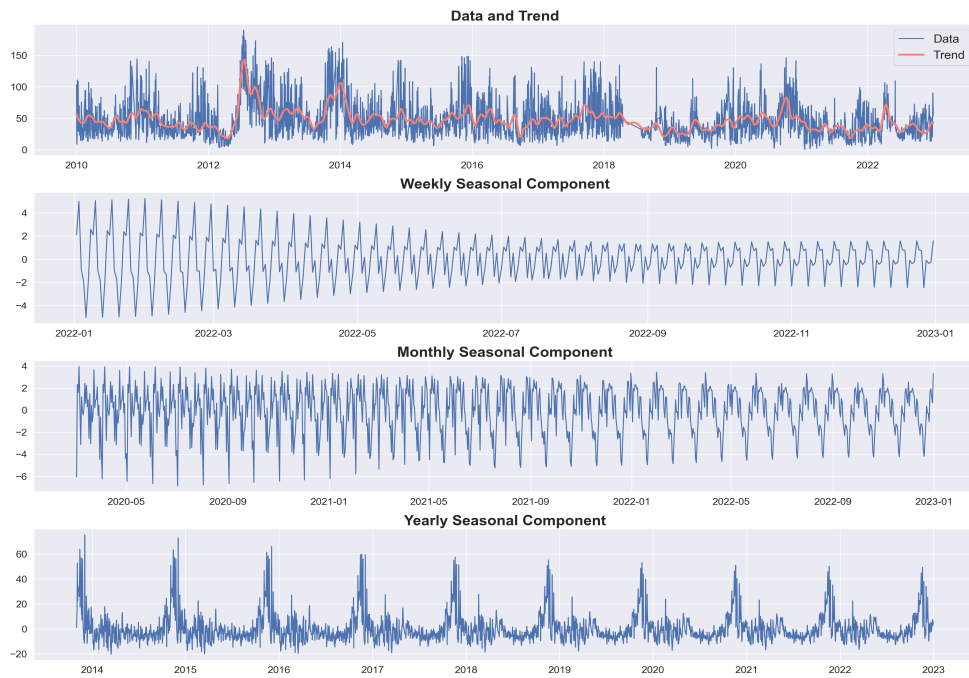 Data and Trend
Data
Trend
150
100
50
0
2010 2012 2014 2016 2018 2020 2022
Weekly Seasonal Component
4
2
0
−2
−4
2022-01 2022-03 2022-05 2022-07 2022-09 2022-11 2023-01
Monthly Seasonal Component
4
2
0
−2
−4
−6
2020-05 2020-09 2021-01 2021-05 2021-09 2022-01 2022-05 2022-09 2023-01
Yearly Seasonal Component
60
40
20
0
−20
2014 2015 2016 2017 2018 2019 2020 2021 2022 2023